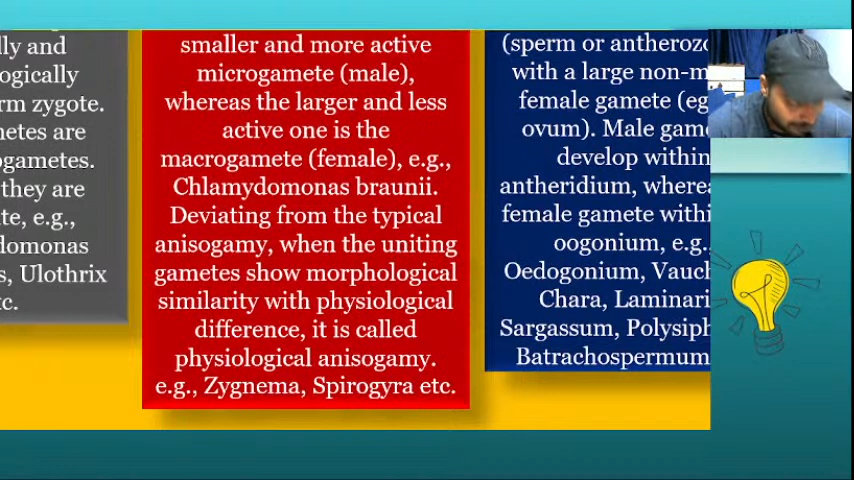 lly and
ogically
rm zygote.
netes are
ogametes.
they are
te, e.g.,
domonas
s, Ulothrix
c.
smaller and more active
microgamete (male),
whereas the larger and less
active one is the
macrogamete (female), e.g.,
Chlamydomonas braunii.
Deviating from the typical
anisogamy, when the uniting
gametes show morphological
similarity with physiological
difference, it is called
physiological anisogamy.
e.g., Zygnema, Spirogyra etc.
(sperm or antherozo
with a large non-m
female gamete (eg
ovum). Male gam
develop within
antheridium, wherea
female gamete withi
oogonium, e.g.
Oedogonium, Vauch
Chara, Laminari
Sargassum, Polysiph
Batrachospermum